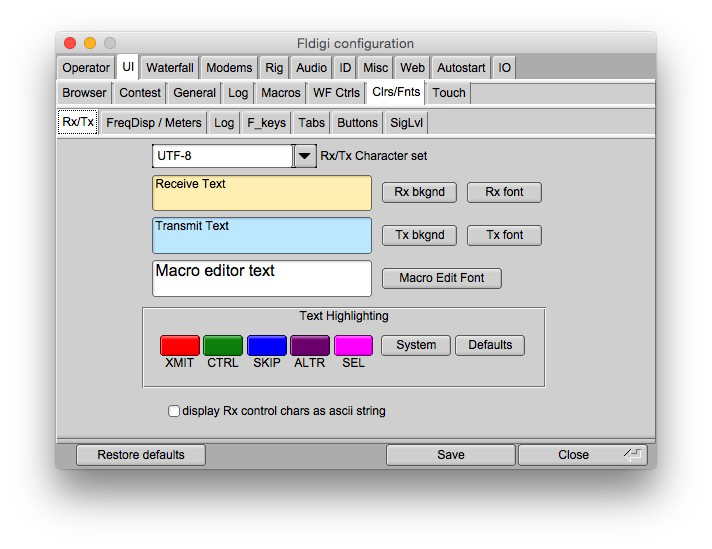 Fldigi configuration
Operator UI Waterfall Modems Rig Audio ID Misc Web Autostart IO
Browser Contest General Log Macros WF Ctrls Clrs/Fnts Touch
Rx/Tx FreqDisp / Meters Log F_keys Tabs Buttons SigLvl
UTF-8 Rx/Tx Character set
Receive Text Rx bkgnd Rx font
Transmit Text Tx bkgnd Tx font
Macro editor text Macro Edit Font
Text Highlighting
System Defaults
XMIT CTRL SKIP ALTR SEL
display Rx control chars as ascii string
Restore defaults Save Close